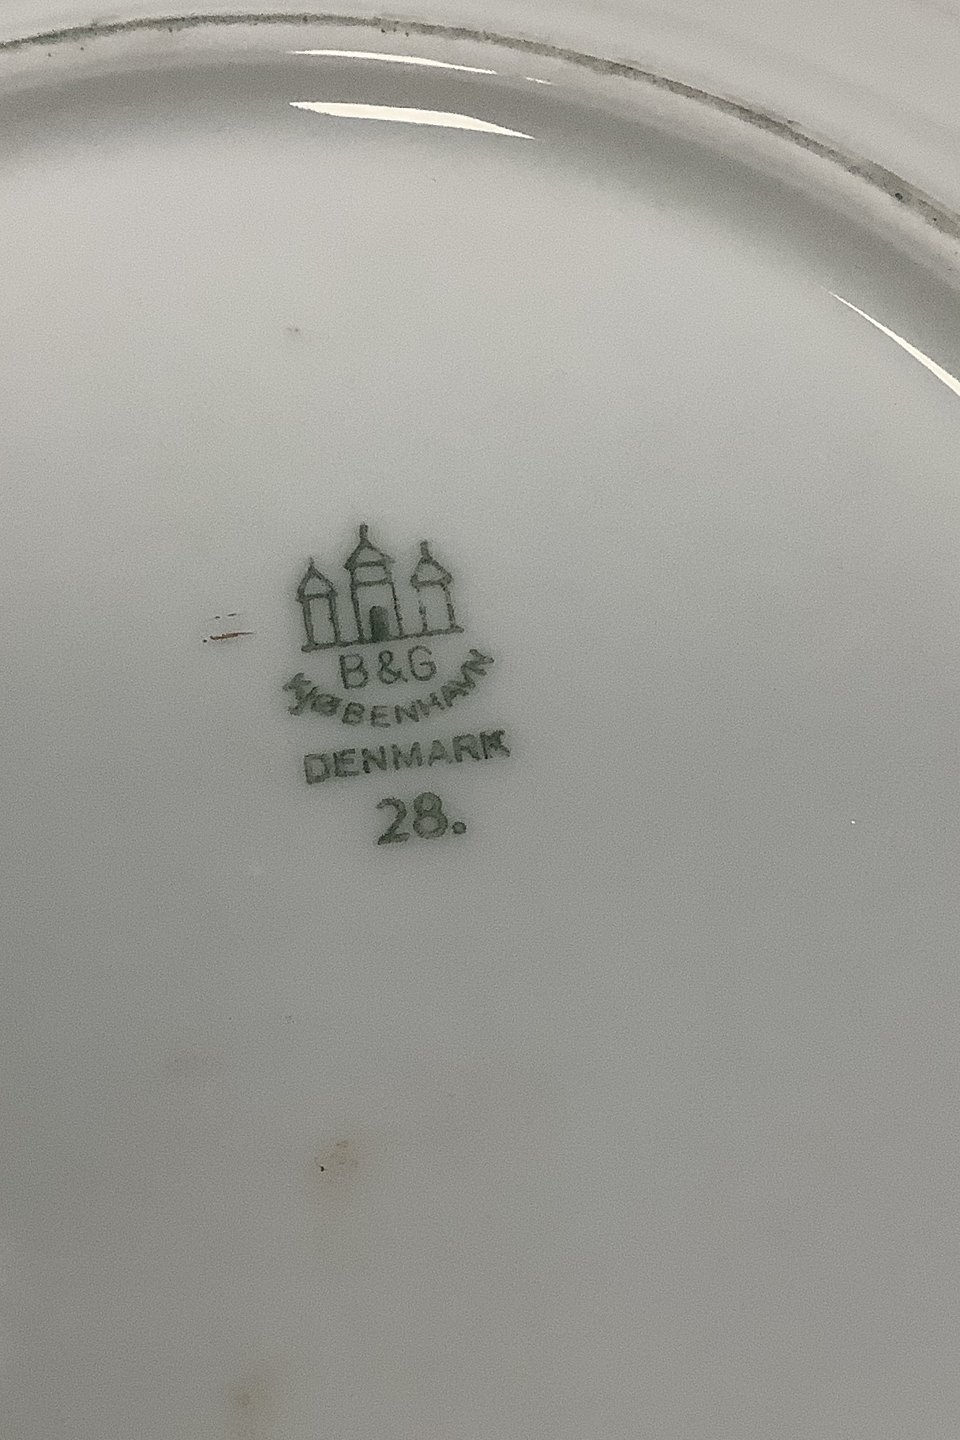 B&G
KJØBENHAVN
DENMARK
28.